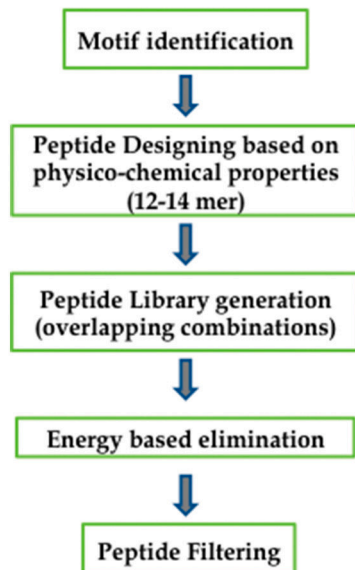 Motif identification
Peptide Designing based on
physico-chemical properties
(12-14 mer)
Peptide Library generation
(overlapping combinations)
Energy based elimination
Peptide Filtering